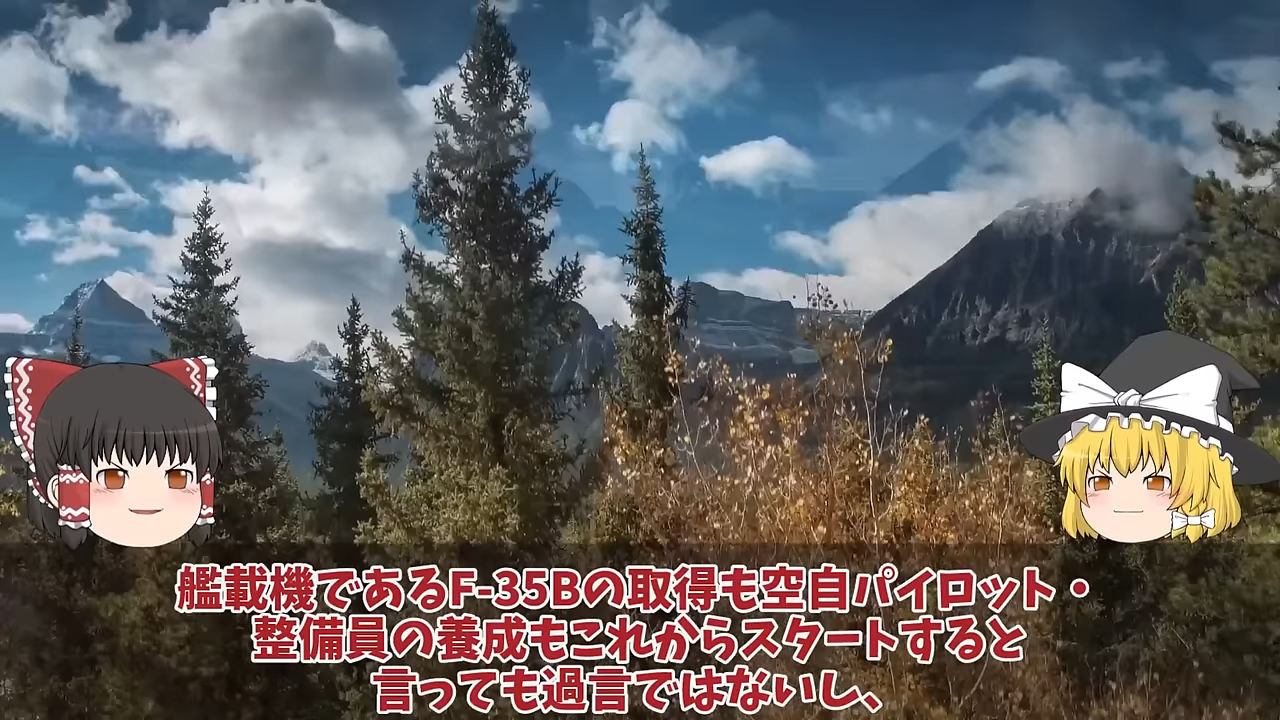 艦載機であるF-35Bの取得も空自パイロット・
整備員の養成もこれからスタートすると
言っても過言ではないし、